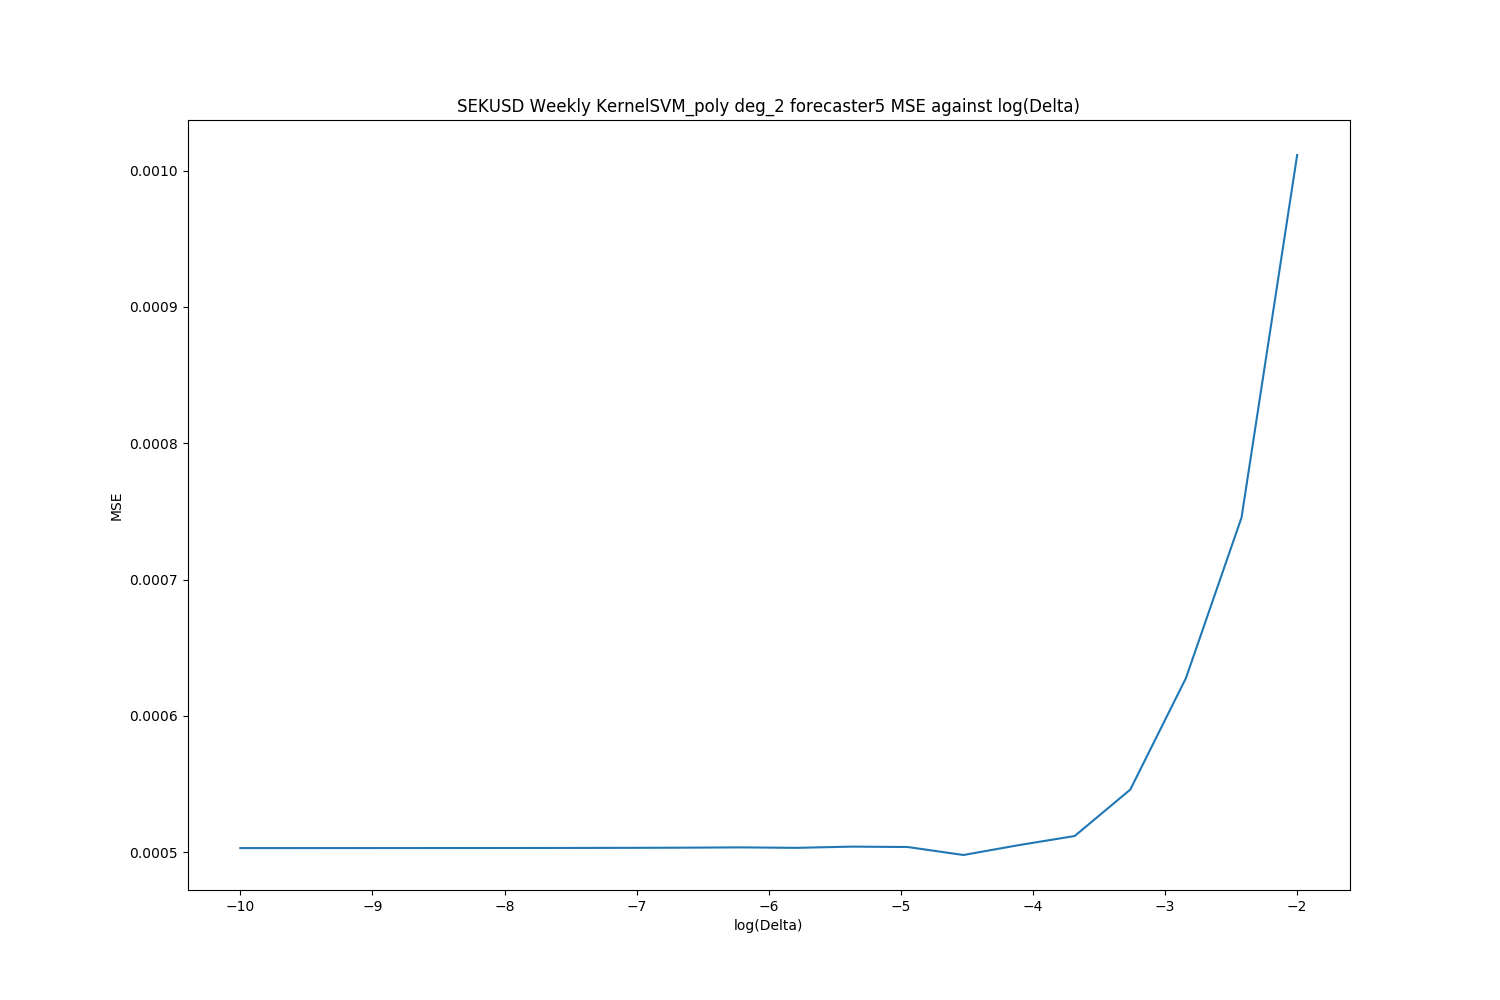 SEKUSD Weekly KernelSVM_poly deg_2 forecaster5 MSE against log(Delta)
0.0010
0.0009
0.0008
MSE
0.0007
0.0006
0.0005
−10 −9 −8 −7 −6 −5 −4 −3 −2
log(Delta)